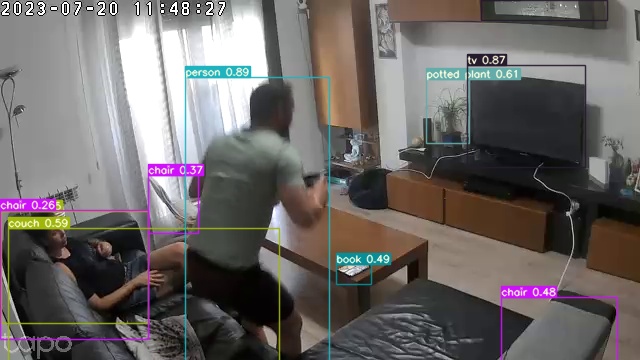 2023-07-20 11:48:27
tv 0.87
person 0.89
potted plant 0.61
chair 0.37
chair 0.26
couch 0.59
book 0.49
chair 0.48
tapo